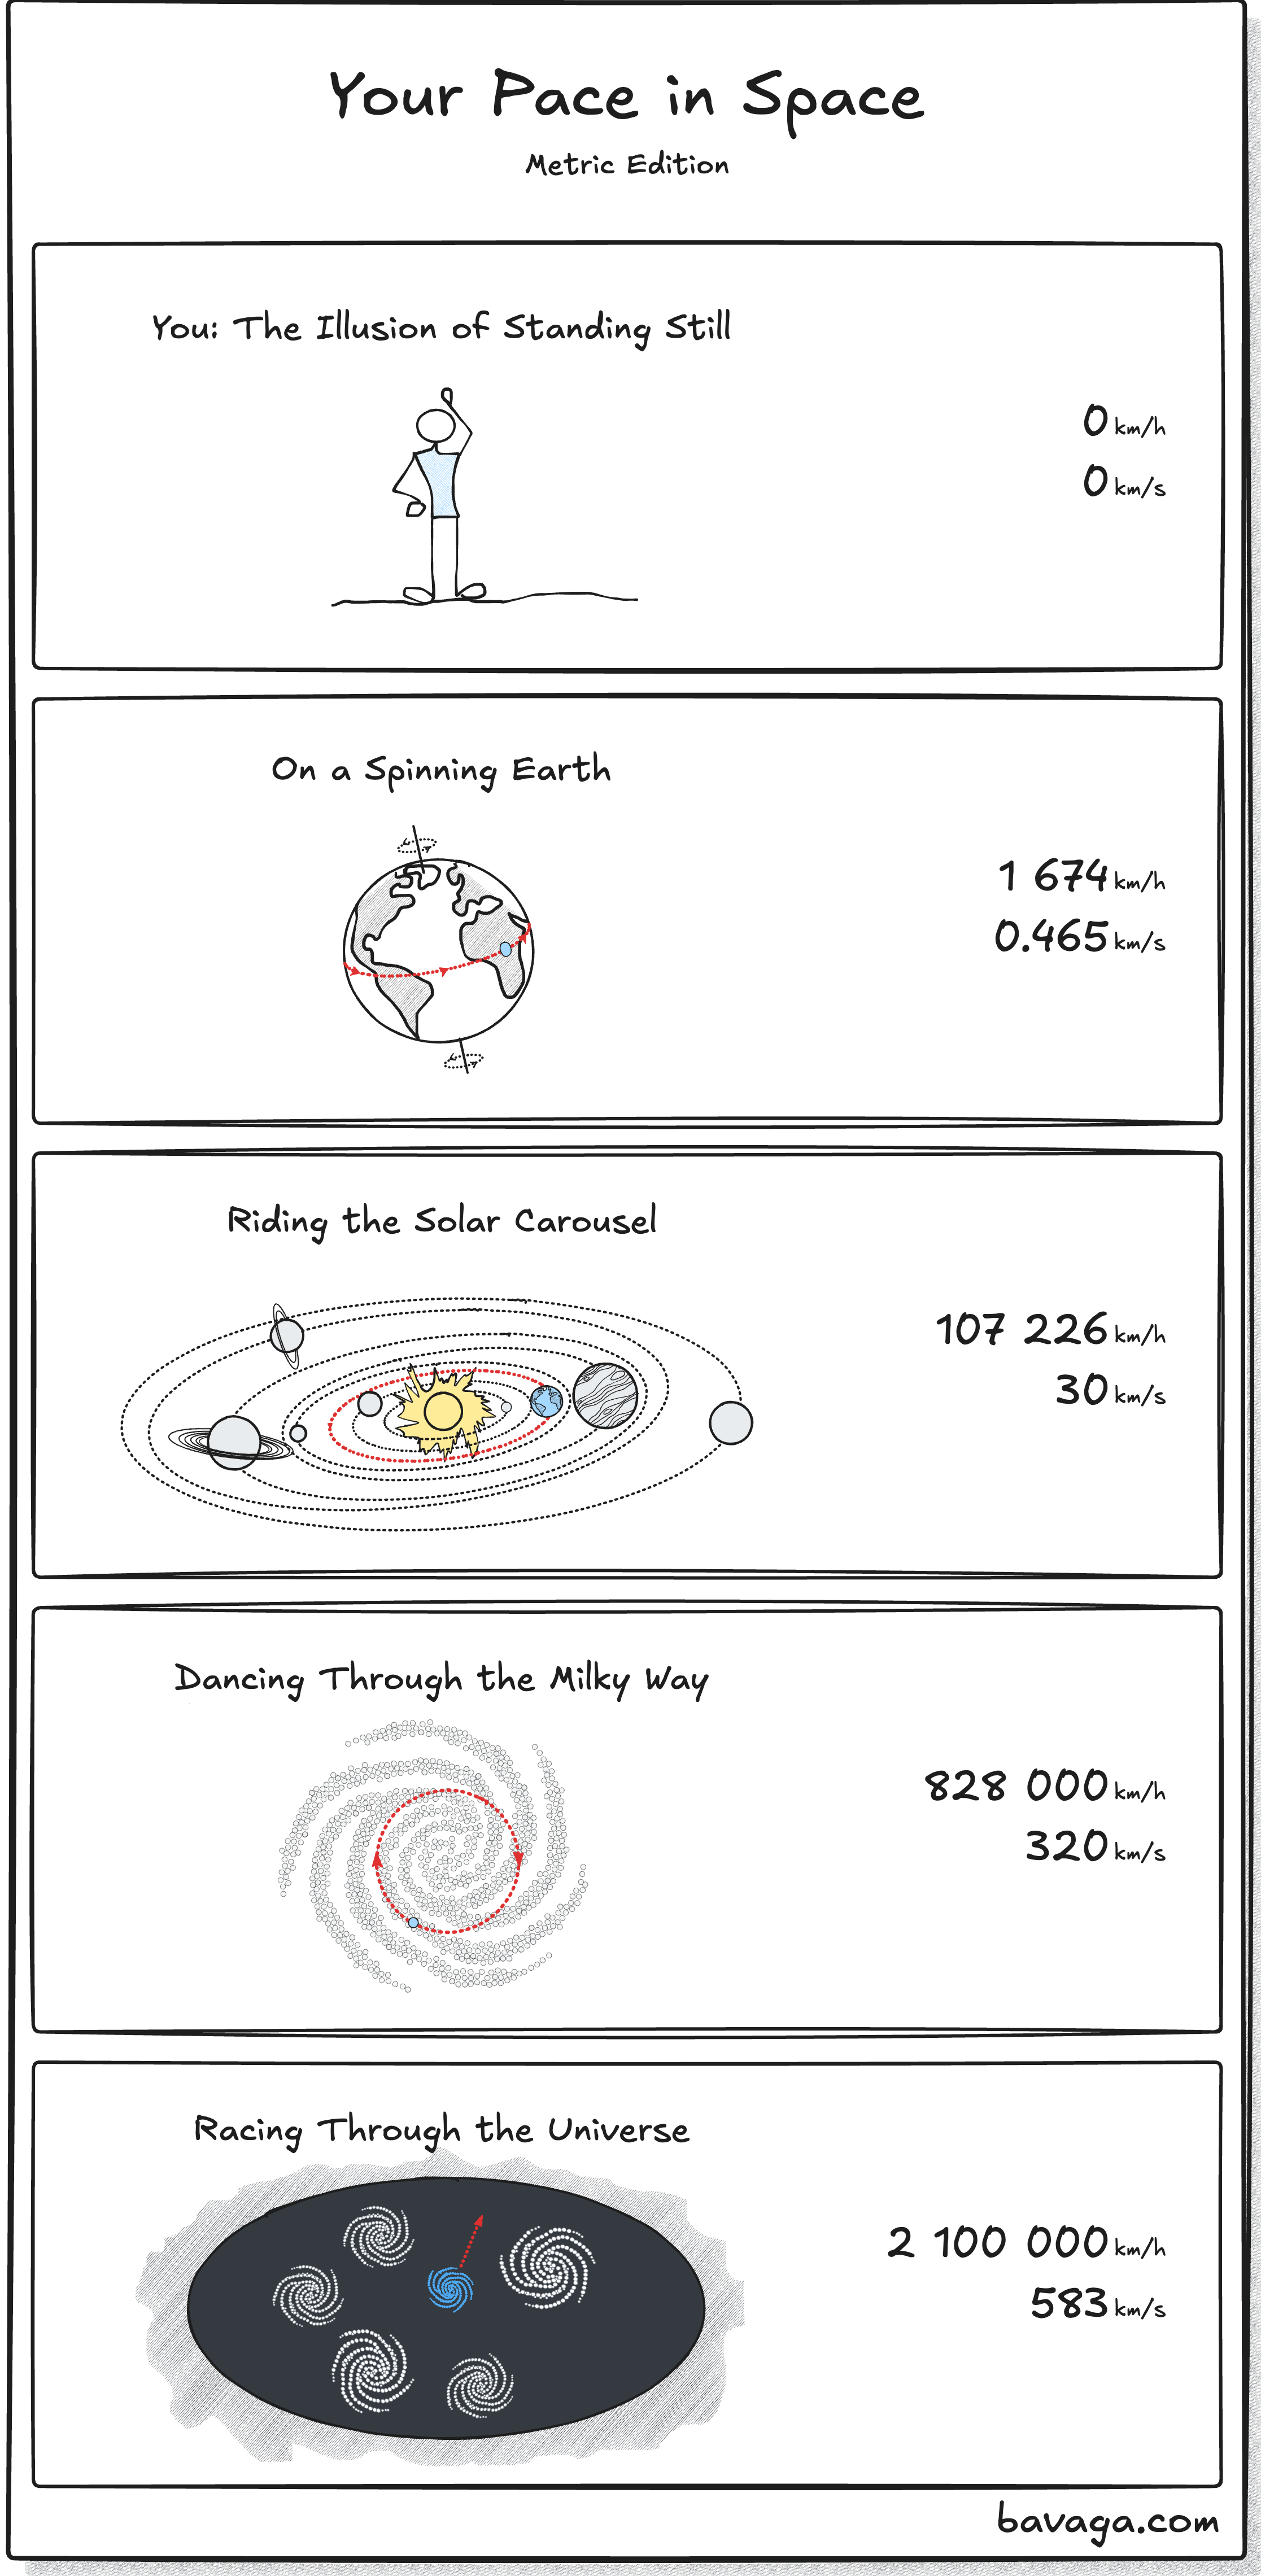 Your Pace in Space
Metric Edition
You: The Illusion of Standing Still
0 km/h
0 km/s
On a Spinning Earth
1 674 km/h
0.465 km/s
Riding the Solar Carousel
107 226 km/h
30 km/s
Dancing Through the Milky Way
828 000 km/h
320 km/s
Racing Through the Universe
2 100 000 km/h
583 km/s
bavaga.com